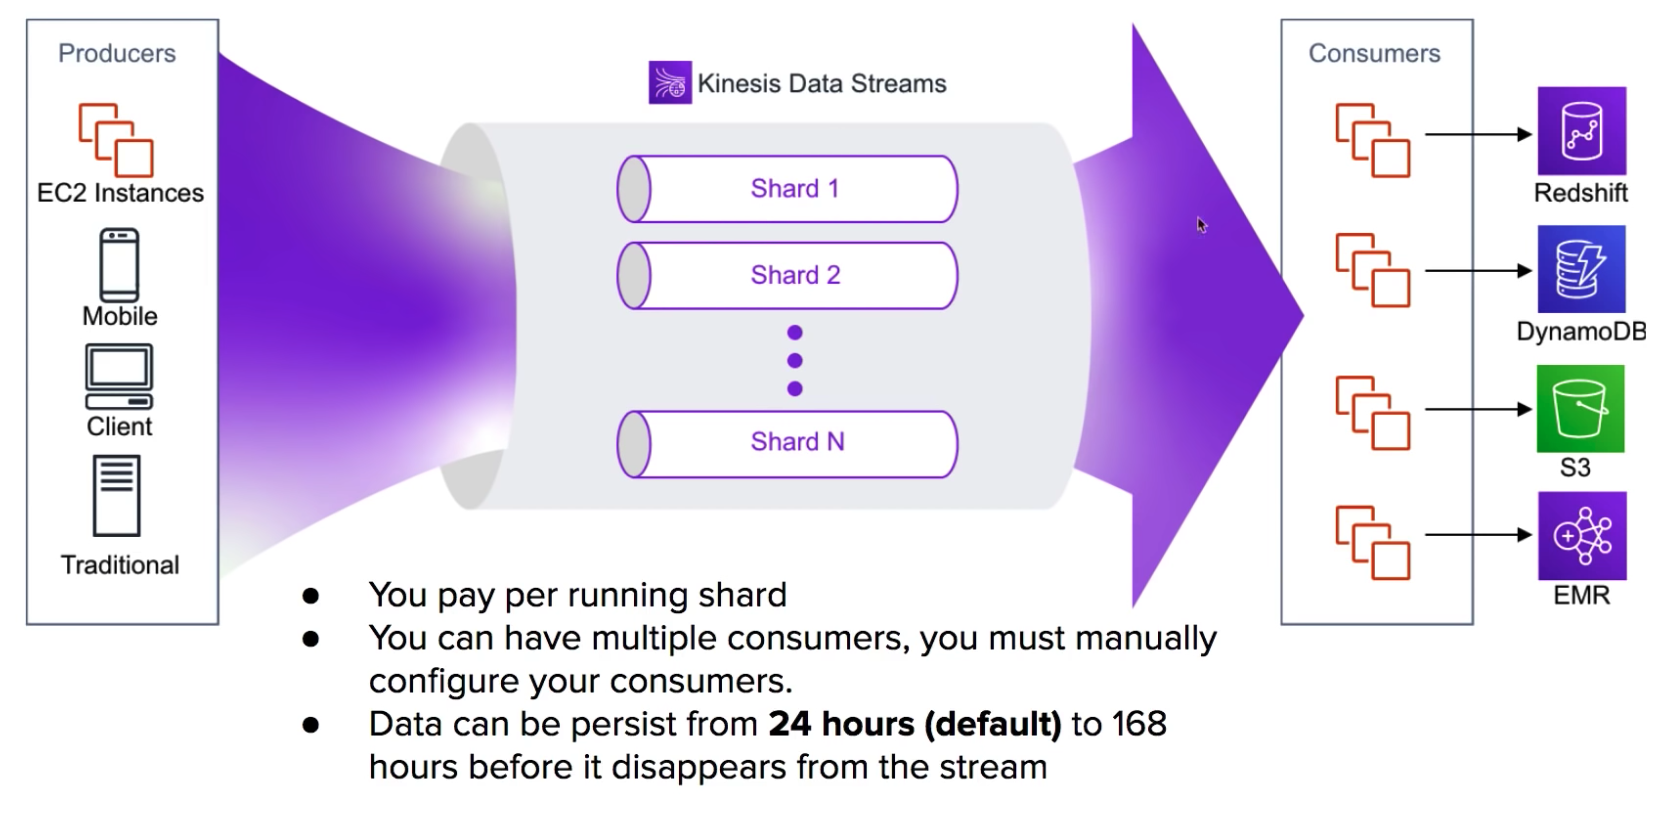 Producers
EC2 Instances
Mobile
Client
Traditional
Kinesis Data Streams
Shard 1
Shard 2
Shard N
Consumers
Redshift
DynamoDB
S3
EMR
● You pay per running shard
● You can have multiple consumers, you must manually
configure your consumers.
● Data can be persist from 24 hours (default) to 168
hours before it disappears from the stream